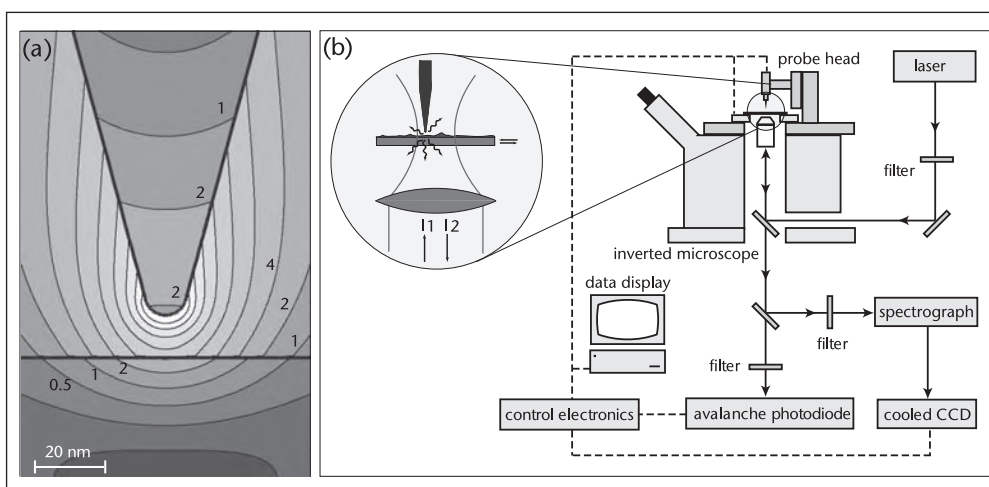 (a)
1
2
2
4
2
1
0.5
1
2
20 nm
(b)
probe head
laser
filter
I1 I2
inverted microscope
data display
spectrograph
filter
filter
control electronics
avalanche photodiode
cooled CCD